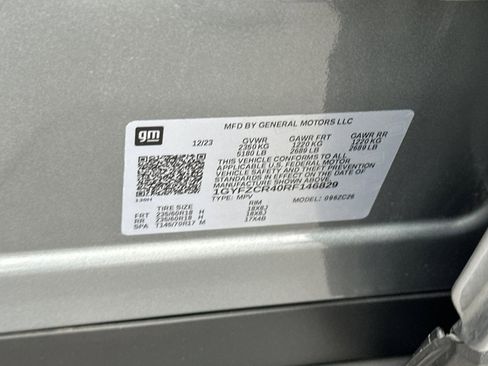 gm
MFD BY GENERAL MOTORS LLC
12/23 GVWR GAWR FRT GAWR RR
2350 KG 1220 KG 1220 KG
5180 LB 2689 LB 2689 LB
THIS VEHICLE CONFORMS TO ALL
APPLICABLE U.S. FEDERAL MOTOR
VEHICLE SAFETY AND THEFT PREVENTION
STANDARDS IN EFFECT ON THE DATE OF
MANUFACTURE SHOWN ABOVE.
1GYFZCR40RF146829
TYPE: MPV MODEL:
TIRE SIZE RIM
FRT 235/60R18 H 18X8J
RR 235/60R18 H 18X8J
SPA T145/70R17 M 17X4B